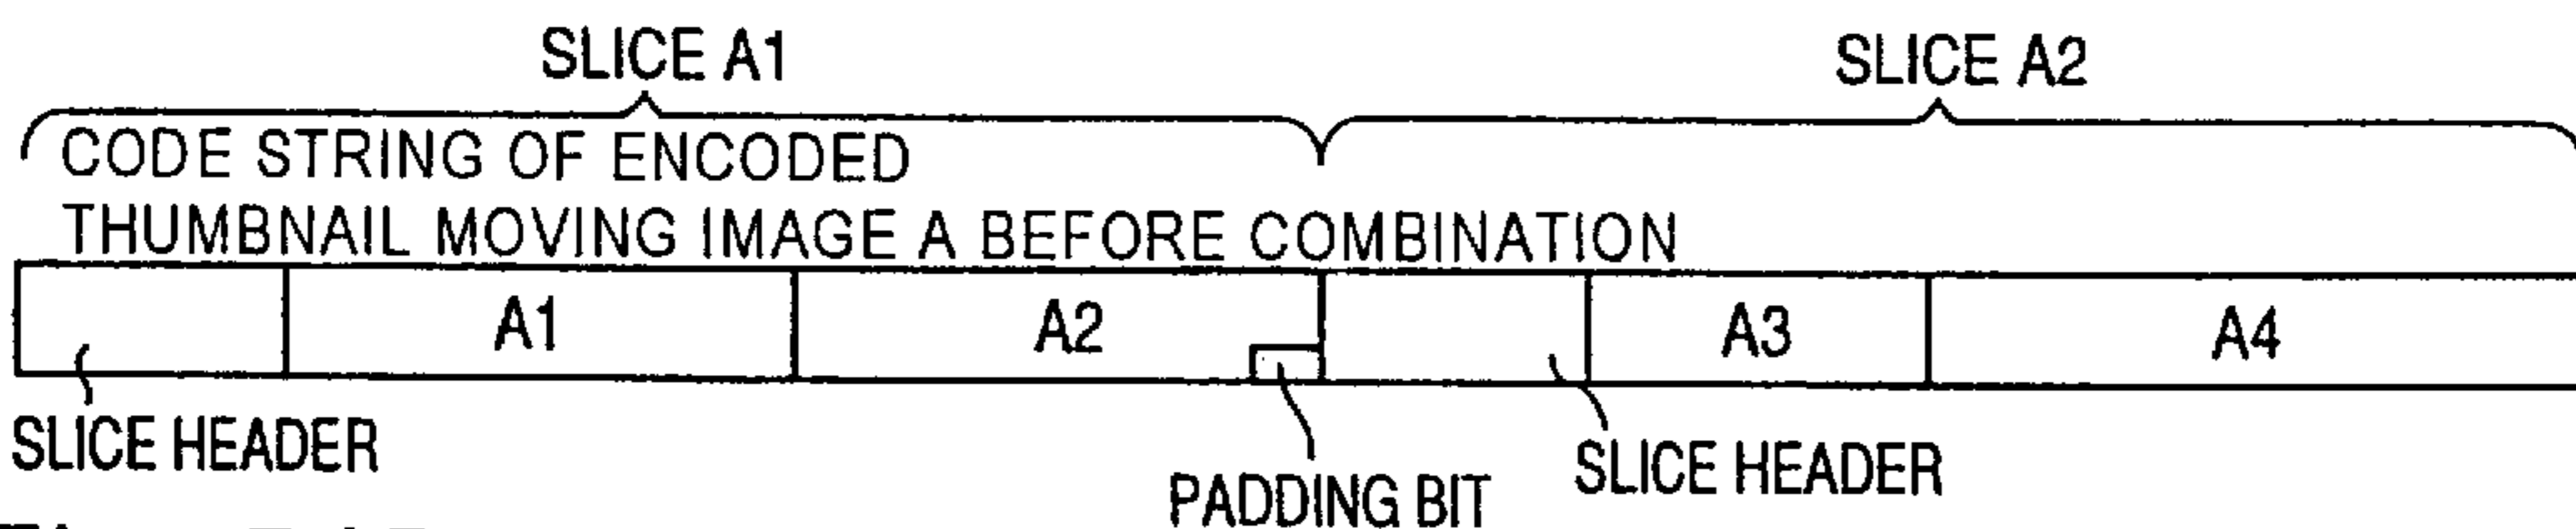 SLICE A1
SLICE A2
CODE STRING OF ENCODED
THUMBNAIL MOVING IMAGE A BEFORE COMBINATION
A1
A2
A3
A4
SLICE HEADER
PADDING BIT
SLICE HEADER